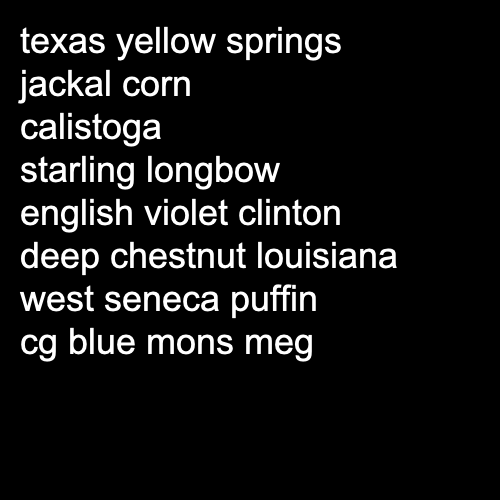 texas yellow springs
jackal corn
calistoga
starling longbow
english violet clinton
deep chestnut louisiana
west seneca puffin
cg blue mons meg